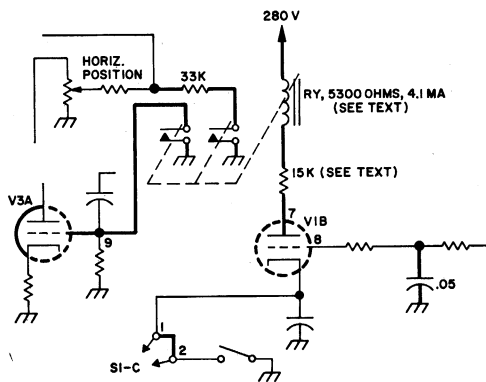 280 V
HORIZ.
POSITION
33K
RY, 5300 OHMS, 4.1 MA
(SEE TEXT)
15K (SEE TEXT)
V3A
7
V1B
9
8
.05
1
2
S1-C